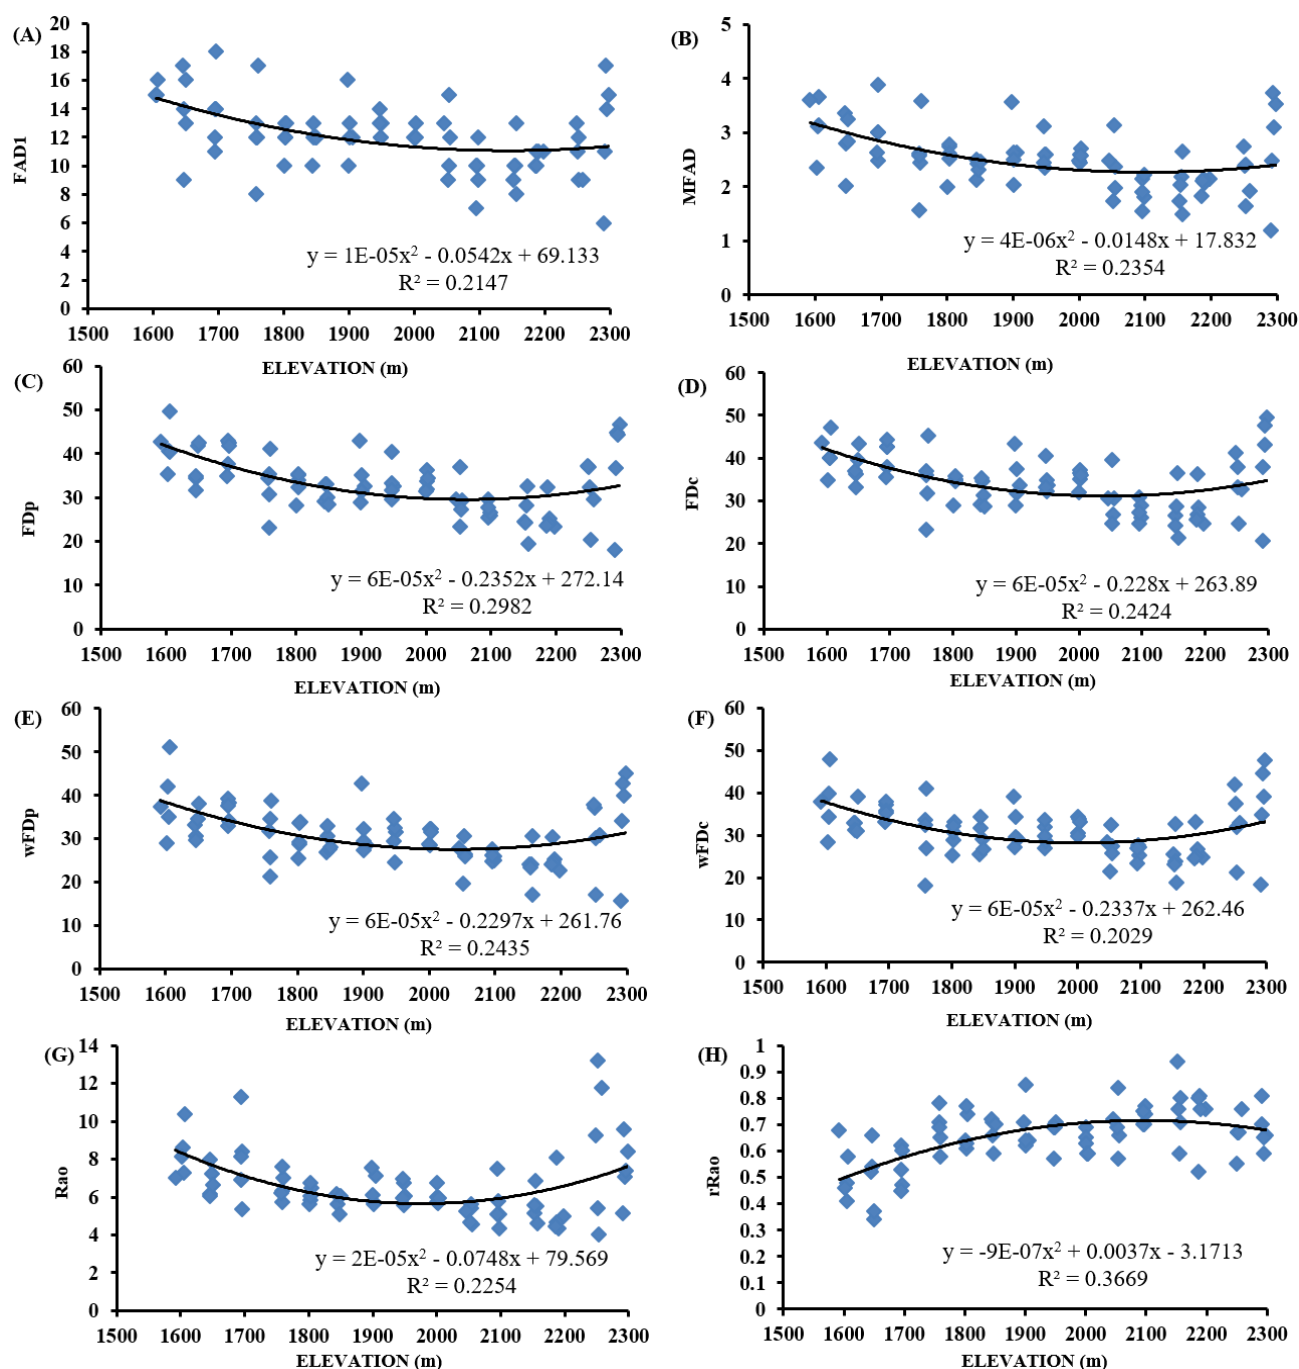 (A)
20
18
16
14
12
10
8
6
4
2
0
FAD1
y = 1E-05x² - 0.0542x + 69.133
R² = 0.2147
1500 1600 1700 1800 1900 2000 2100 2200 2300
ELEVATION (m)
(B)
5
4
3
2
1
0
MFAD
y = 4E-06x² - 0.0148x + 17.832
R² = 0.2354
1500 1600 1700 1800 1900 2000 2100 2200 2300
ELEVATION (m)
(C)
60
50
40
30
20
10
0
FDp
y = 6E-05x² - 0.2352x + 272.14
R² = 0.2982
1500 1600 1700 1800 1900 2000 2100 2200 2300
ELEVATION (m)
(D)
60
50
40
30
20
10
0
FDc
y = 6E-05x² - 0.228x + 263.89
R² = 0.2424
1500 1600 1700 1800 1900 2000 2100 2200 2300
ELEVATION (m)
(E)
60
50
40
30
20
10
0
wFDp
y = 6E-05x² - 0.2297x + 261.76
R² = 0.2435
1500 1600 1700 1800 1900 2000 2100 2200 2300
ELEVATION (m)
(F)
60
50
40
30
20
10
0
wFDc
y = 6E-05x² - 0.2337x + 262.46
R² = 0.2029
1500 1600 1700 1800 1900 2000 2100 2200 2300
ELEVATION (m)
(G)
14
12
10
8
6
4
2
0
Rao
y = 2E-05x² - 0.0748x + 79.569
R² = 0.2254
1500 1600 1700 1800 1900 2000 2100 2200 2300
ELEVATION (m)
(H)
1
0.9
0.8
0.7
0.6
0.5
0.4
0.3
0.2
0.1
0
rRao
y = -9E-07x² + 0.0037x - 3.1713
R² = 0.3669
1500 1600 1700 1800 1900 2000 2100 2200 2300
ELEVATION (m)